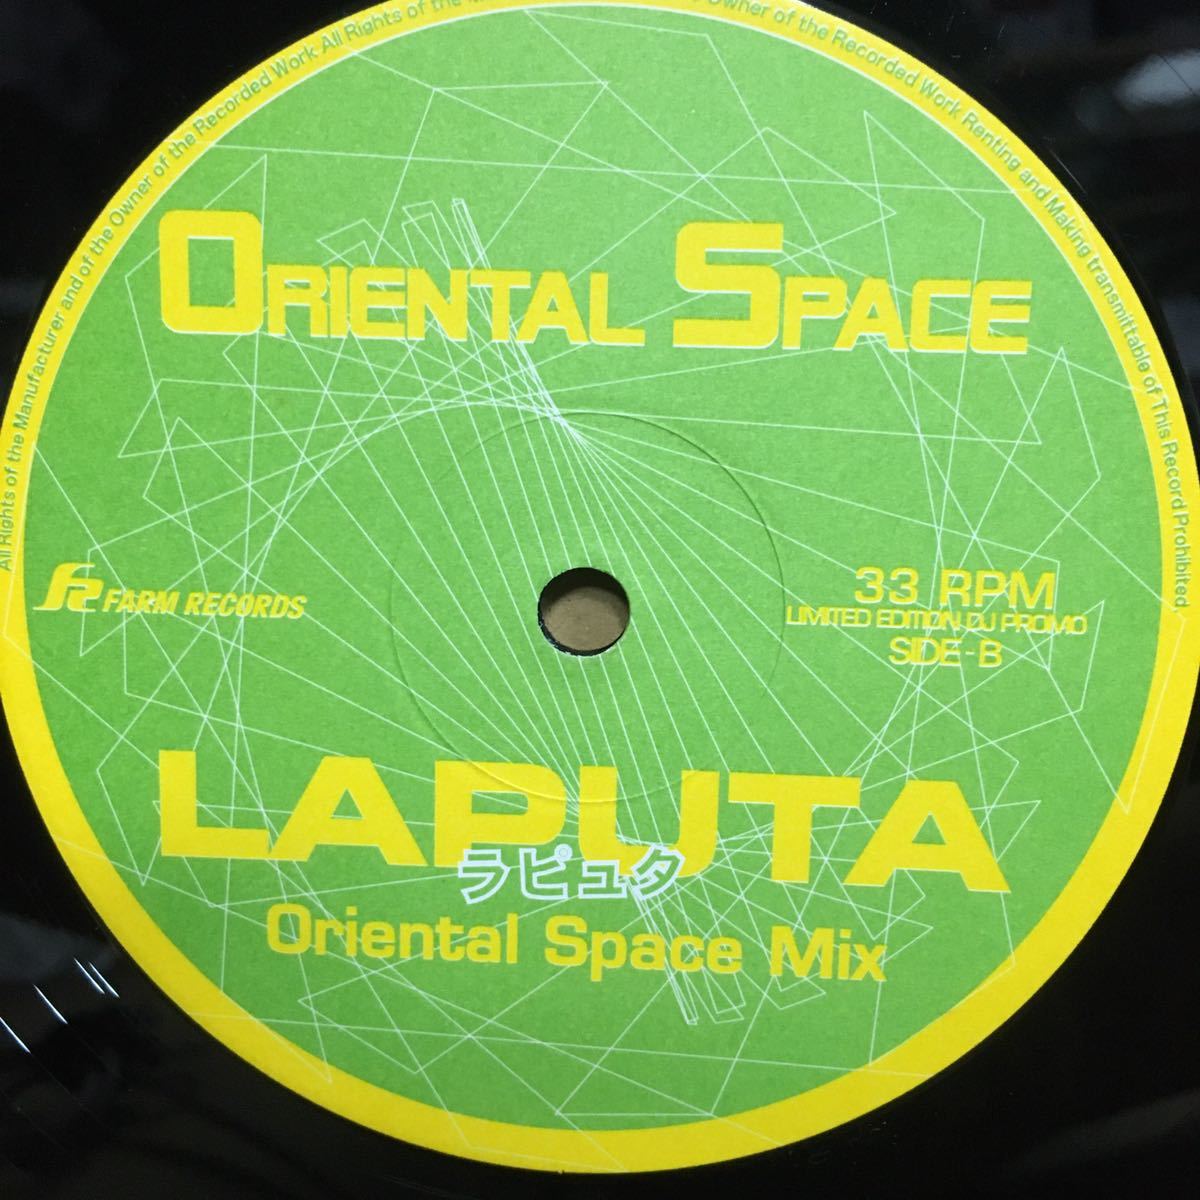 All Rights of the Manufacturer and of the Owner of the Recorded Work All Rights of the
Owner of the Recorded Work Renting and Making transmittable of This Record Prohibited
ORIENTAL SPACE
FARM RECORDS
33 RPM
LIMITED EDITION DJ PROMO
SIDE-B
LAPUTA
ラピュタ
Oriental Space Mix